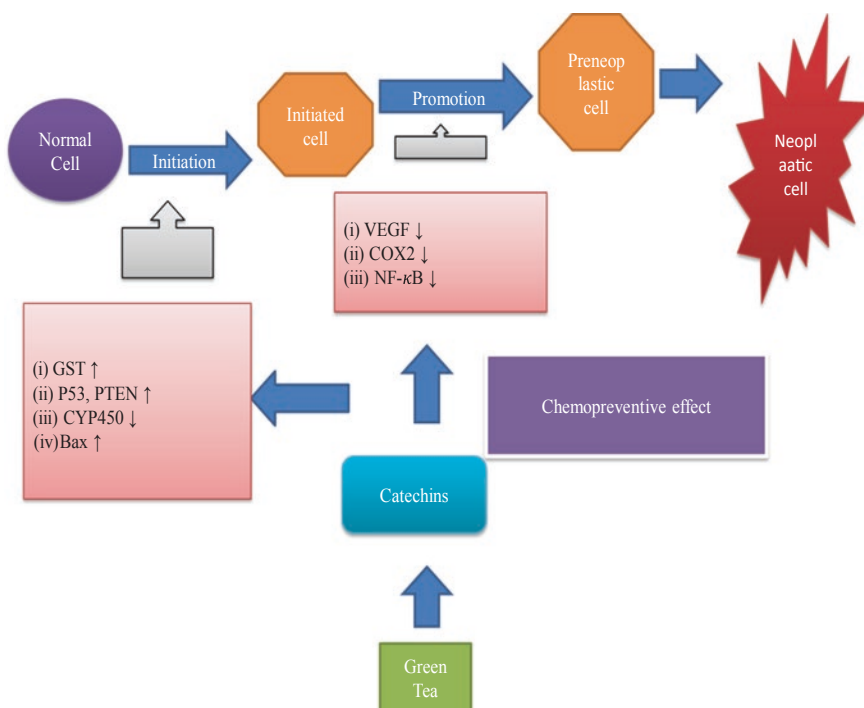 Normal
Cell
Initiation
Initiated
cell
Promotion
Preneop
lastic
cell
Neopl
aatic
cell
(i) VEGF ↓
(ii) COX2 ↓
(iii) NF-κB ↓
(i) GST ↑
(ii) P53, PTEN ↑
(iii) CYP450 ↓
(iv)Bax ↑
Chemopreventive effect
Catechins
Green
Tea